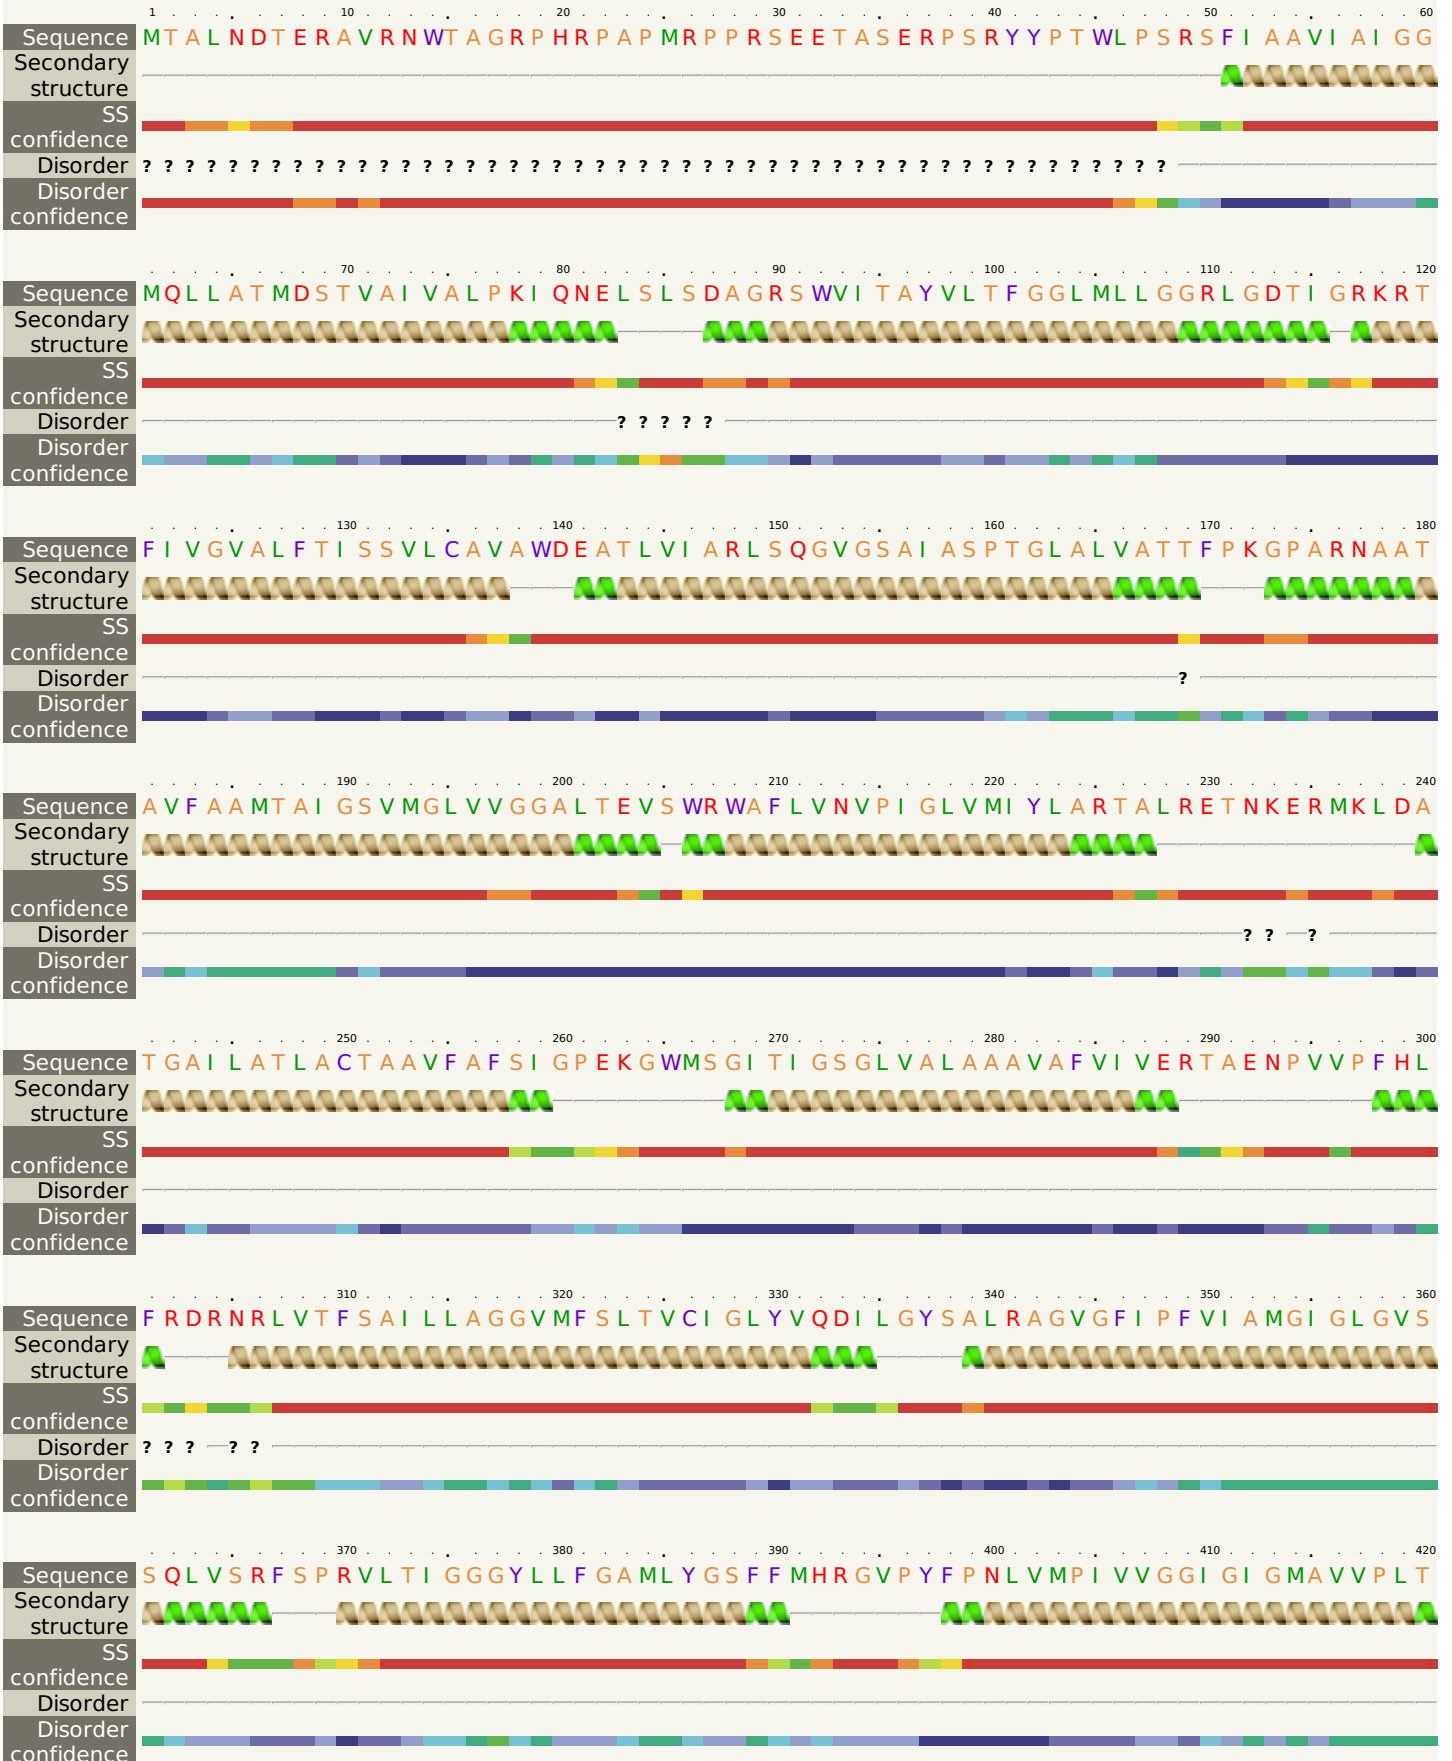 1 10 20 30 40 50 60
Sequence MTALNDTERAVRNWTAGRPHRPAPMRPPRSEETASERPSRYYPTWLPSRSFIAAVIAIGG
Secondary
structure
SS
confidence
Disorder ? ? ? ? ? ? ? ? ? ? ? ? ? ? ? ? ? ? ? ? ? ? ? ? ? ? ? ? ? ? ? ? ? ? ? ? ? ? ? ? ? ? ? ? ? ? ? ?
Disorder
confidence
70 80 90 100 110 120
Sequence MQLLATMDSTVAIVALPKIQNELSLSDAGRSWVITAYVLTFGGLMLLGGRLGDTIGRKRT
Secondary
structure
SS
confidence
Disorder ? ? ? ? ?
Disorder
confidence
130 140 150 160 170 180
Sequence FIVGVALFTISSVLCAVAWDEATLVIARLSQGVGSAIASPTGLALVATTFPKGPARNAAT
Secondary
structure
SS
confidence
Disorder ?
Disorder
confidence
190 200 210 220 230 240
Sequence AVFAAMTAIGSVMGLVVGGALTEVSWRWAFLVNVPIGLVMIYLARTALRETNKERMKLDA
Secondary
structure
SS
confidence
Disorder ? ? ?
Disorder
confidence
250 260 270 280 290 300
Sequence TGAILATLACTAAVFAFSIGPEKGWMSGITIGSGLVALAAAVAFVIVERTAENPVVPFHL
Secondary
structure
SS
confidence
Disorder
Disorder
confidence
310 320 330 340 350 360
Sequence FRDRNRLVTFSAILLAGGVMFSLTVCIGLYVQDILGYSALRAGVGFIPFVIAMGIGLGVS
Secondary
structure
SS
confidence
Disorder ? ? ? ? ?
Disorder
confidence
370 380 390 400 410 420
Sequence SQLVSRFSPRVLTIGGGYLLFGAMLYGSFFMHRGVPYFPNLVMPIVVGGIGIGMAVVPLT
Secondary
structure
SS
confidence
Disorder
Disorder
confidence